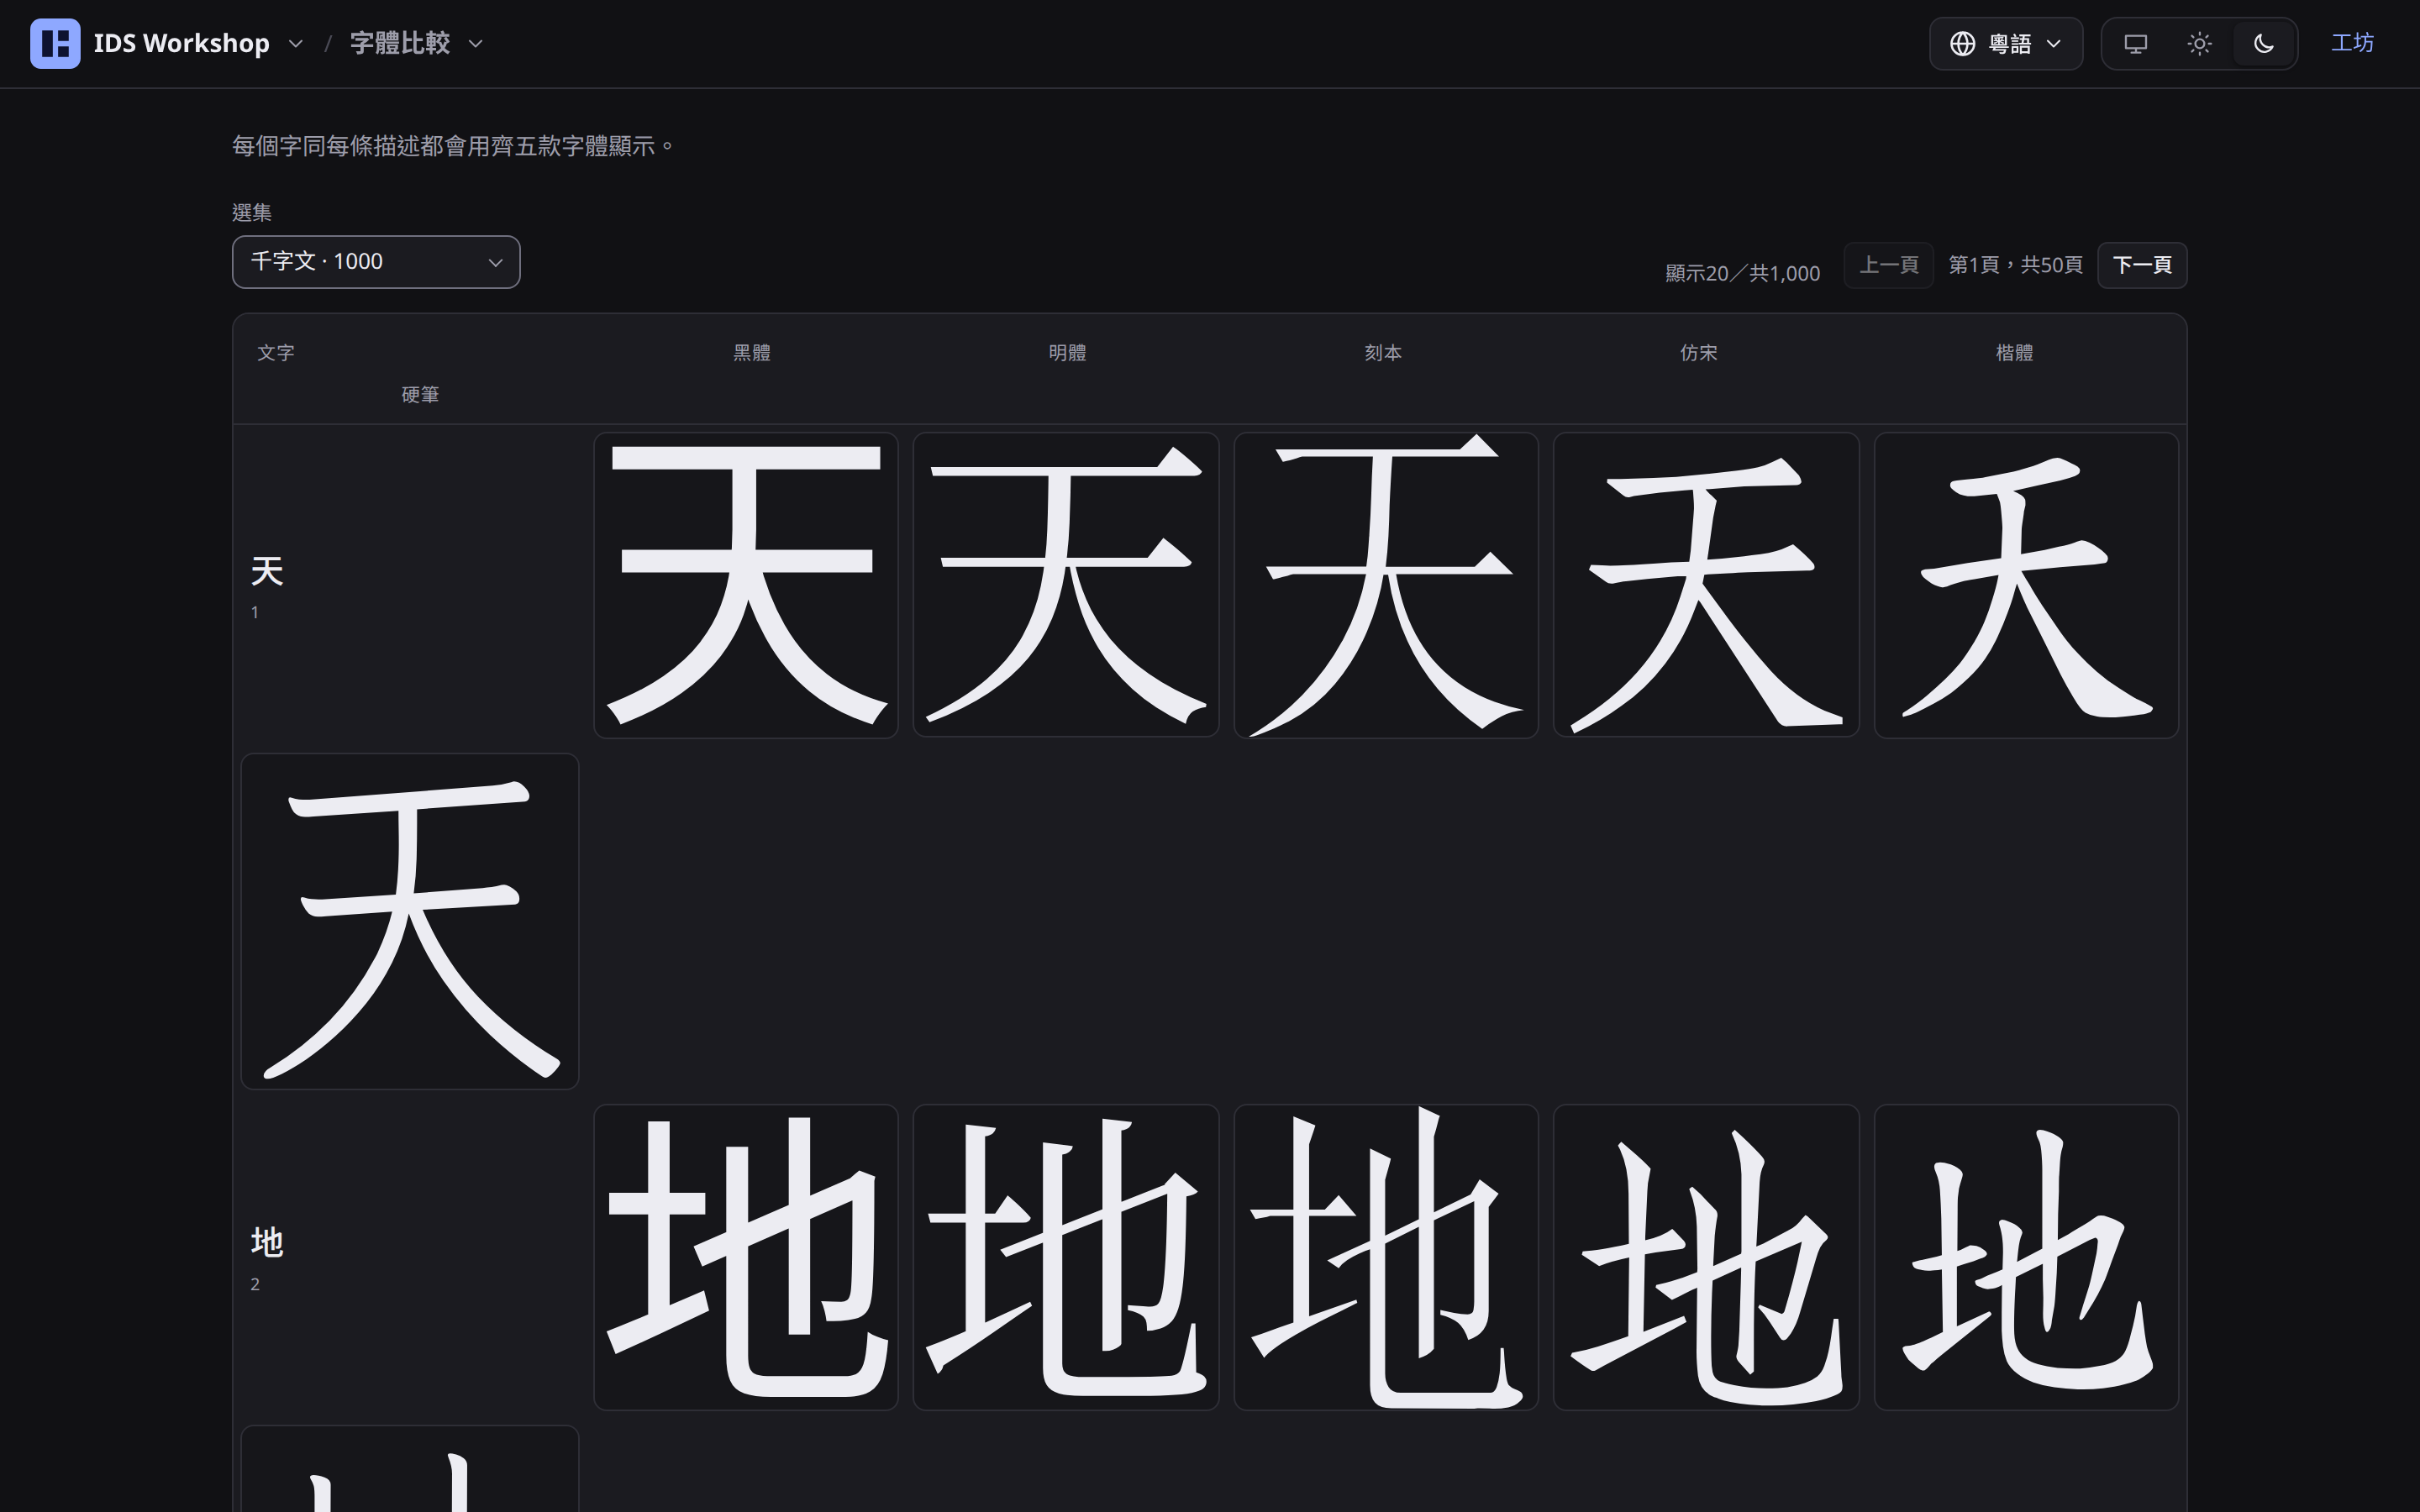 IDS Workshop / 字體比較 粵語 工坊
每個字同每條描述都會用齊五款字體顯示。
選集
千字文 · 1000 顯示20／共1,000 上一頁 第1頁，共50頁 下一頁
文字 黑體 明體 刻本 仿宋 楷體
硬筆
天 天 天 天 天 天
1
天
地 地 地 地 地 地
2